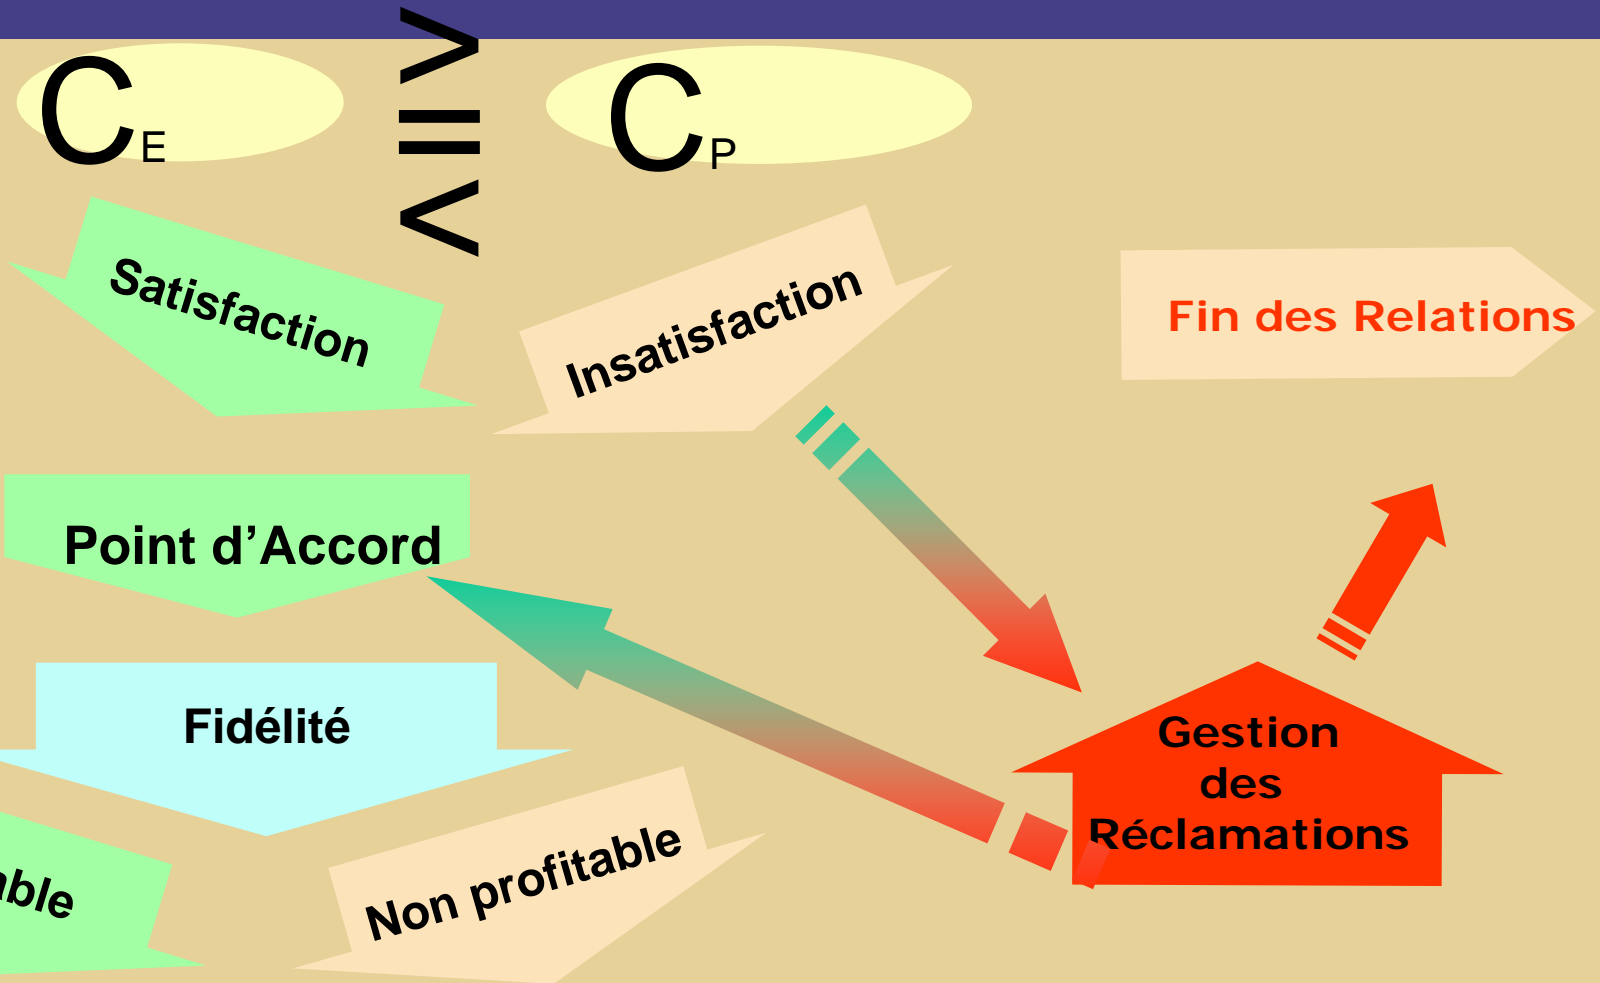 CE > = < CP
Satisfaction
Insatisfaction
Fin des Relations
Point d’Accord
Fidélité
Gestion
des
Réclamations
Non profitable